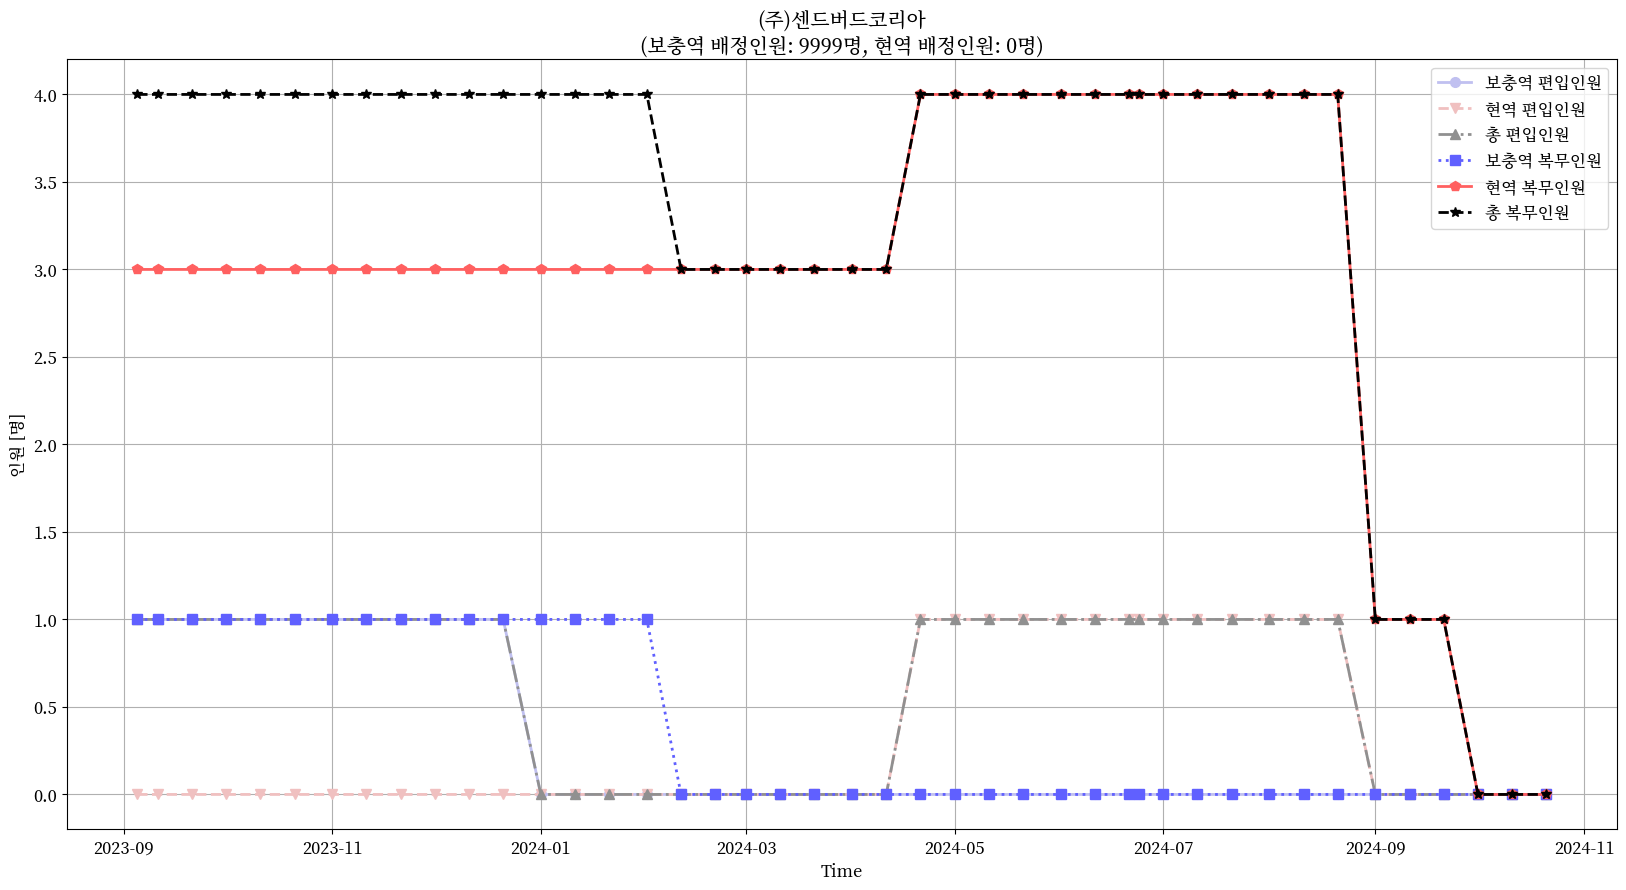 (주)센드버드코리아
(보충역 배정인원: 9999명, 현역 배정인원: 0명)
보충역 편입인원
현역 편입인원
총 편입인원
보충역 복무인원
현역 복무인원
총 복무인원
인원 [명]
4.0
3.5
3.0
2.5
2.0
1.5
1.0
0.5
0.0
2023-09
2023-11
2024-01
2024-03
2024-05
2024-07
2024-09
2024-11
Time